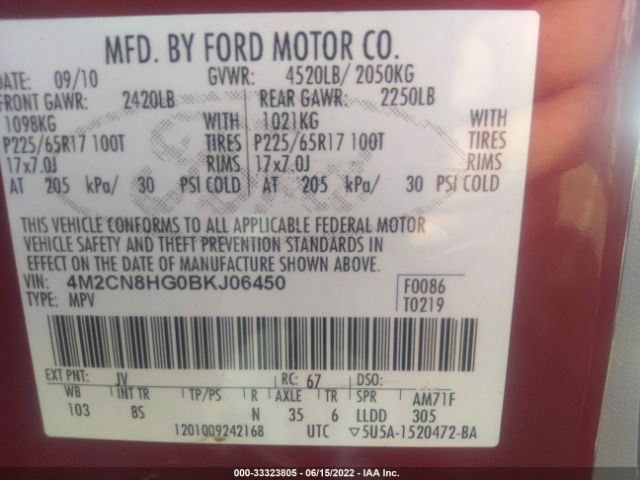 MFD. BY FORD MOTOR CO.
DATE: 09/10 GVWR: 4520LB/ 2050KG
FRONT GAWR: 2420LB REAR GAWR: 2250LB
1098KG WITH 1021KG WITH
P225/65R17 100T TIRES P225/65R17 100T TIRES
17x7.0J RIMS 17x7.0J RIMS
AT 205 kPa/ 30 PSI COLD AT 205 kPa/ 30 PSI COLD
THIS VEHICLE CONFORMS TO ALL APPLICABLE FEDERAL MOTOR
VEHICLE SAFETY AND THEFT PREVENTION STANDARDS IN
EFFECT ON THE DATE OF MANUFACTURE SHOWN ABOVE.
VIN: 4M2CN8HG0BKJ06450 F0086
TYPE: MPV T0219
EXT PNT: JV RC: 67 DSO:
WB INT TR TP/PS R AXLE TR SPR AM71F
103 8S N 35 6 LLDD 305
1201009242168 UTC ▽5U5A-1520472-BA
000-33323805 - 06/15/2022 - IAA Inc.